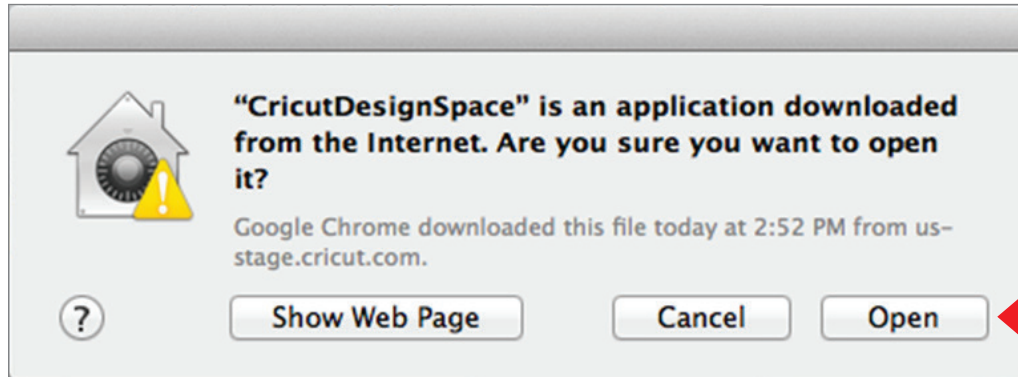 “CricutDesignSpace” is an application downloaded
from the Internet. Are you sure you want to open
it?
Google Chrome downloaded this file today at 2:52 PM from us-
stage.cricut.com.
? Show Web Page Cancel Open